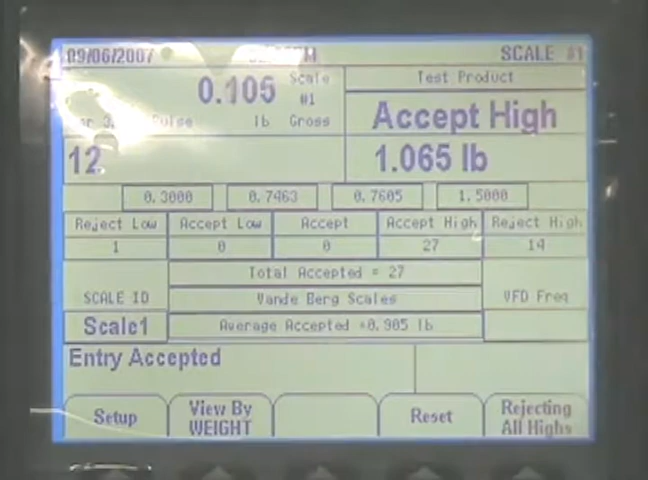 09/06/2007 SCALE #1
0.105 Scale #1
lb Gross
12
Test Product
Accept High
1.065 lb
0.3000 0.7463 0.7605 1.5000
Reject Low Accept Low Accept Accept High Reject High
1 0 0 27 14
Total Accepted = 27
SCALE ID Vande Berg Scales VFD Freq
Scale1 Average Accepted =0.905 lb
Entry Accepted
Setup View By WEIGHT Reset Rejecting All Highs